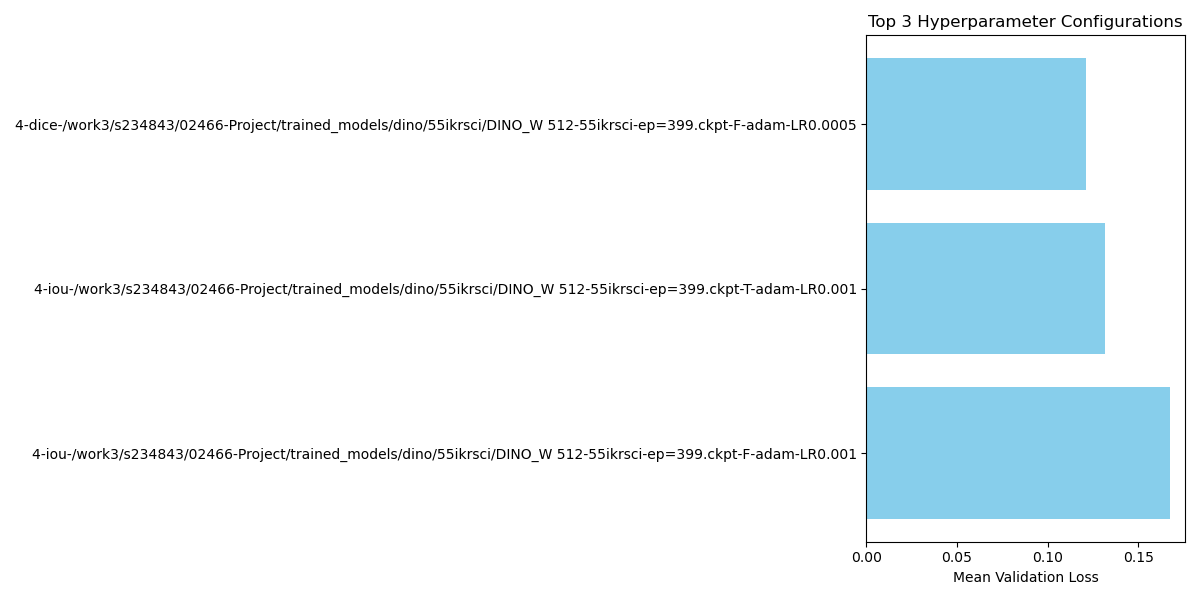 Top 3 Hyperparameter Configurations
4-dice-/work3/s234843/02466-Project/trained_models/dino/55ikrsci/DINO_W 512-55ikrsci-ep=399.ckpt-F-adam-LR0.0005
4-iou-/work3/s234843/02466-Project/trained_models/dino/55ikrsci/DINO_W 512-55ikrsci-ep=399.ckpt-T-adam-LR0.001
4-iou-/work3/s234843/02466-Project/trained_models/dino/55ikrsci/DINO_W 512-55ikrsci-ep=399.ckpt-F-adam-LR0.001
0.00 0.05 0.10 0.15
Mean Validation Loss